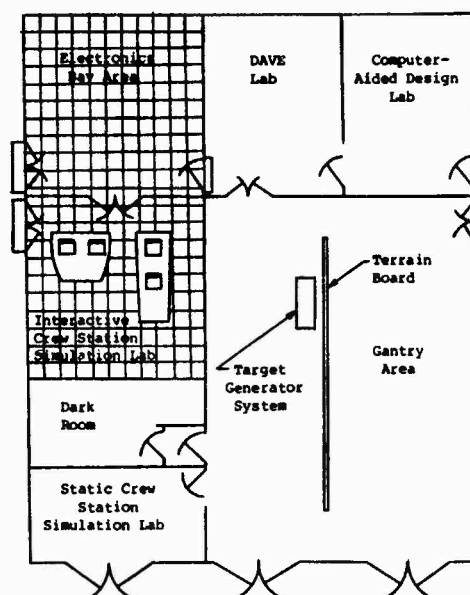 Electronics
Bay Area
DAVE
Lab
Computer-
Aided Design
Lab
Terrain
Board
Interactive
Crew Station
Simulation Lab
Target
Generator
System
Gantry
Area
Dark
Room
Static Crew
Station
Simulation Lab